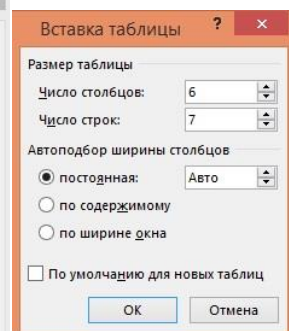 Вставка таблицы ? ×
Размер таблицы
Число столбцов: 6
Число строк: 7
Автоподбор ширины столбцов
постоянная: Авто
по содержимому
по ширине окна
По умолчанию для новых таблиц
ОК Отмена